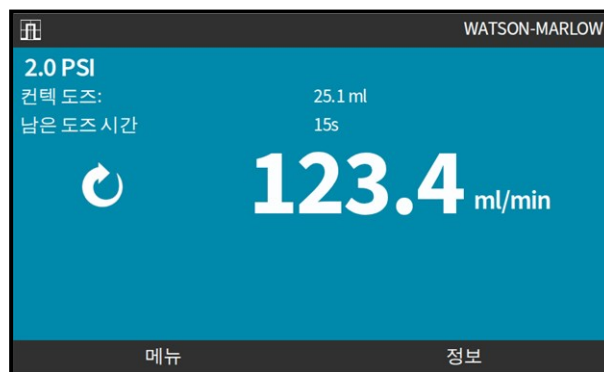 WATSON-MARLOW
2.0 PSI
컨텍 도즈: 25.1 ml
남은 도즈 시간 15s
123.4 ml/min
메뉴 정보